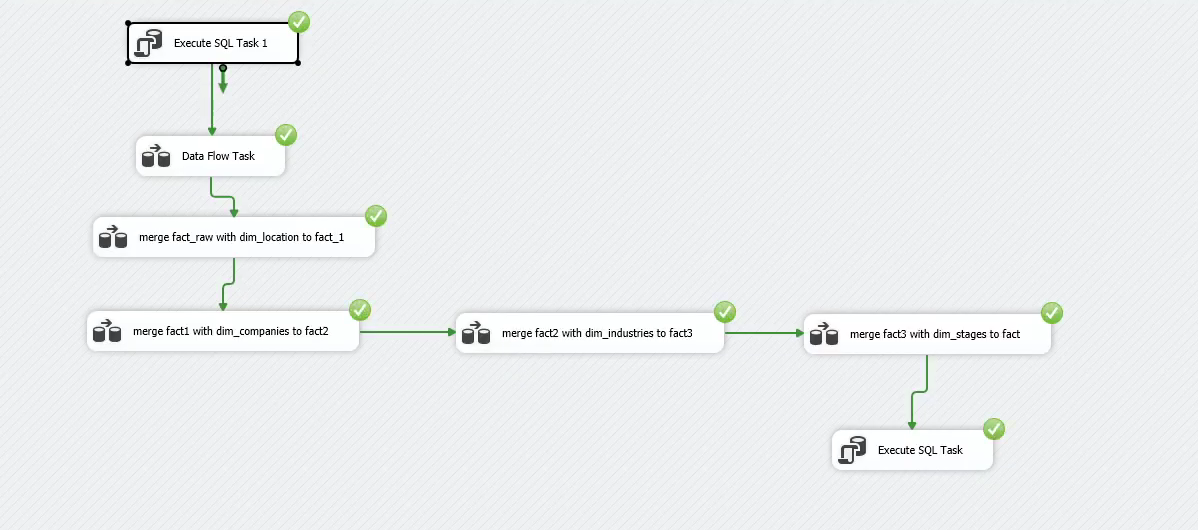 Execute SQL Task 1
Data Flow Task
merge fact_raw with dim_location to fact_1
merge fact1 with dim_companies to fact2
merge fact2 with dim_industries to fact3
merge fact3 with dim_stages to fact
Execute SQL Task